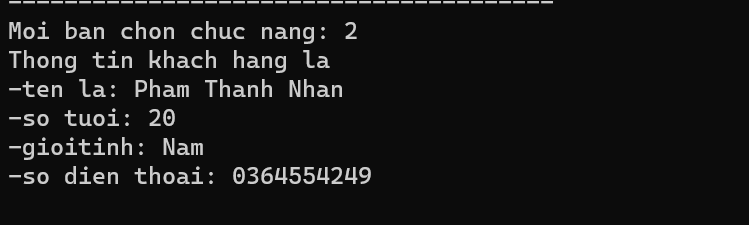 Moi ban chon chuc nang: 2
Thong tin khach hang la
-ten la: Pham Thanh Nhan
-so tuoi: 20
-gioitinh: Nam
-so dien thoai: 0364554249